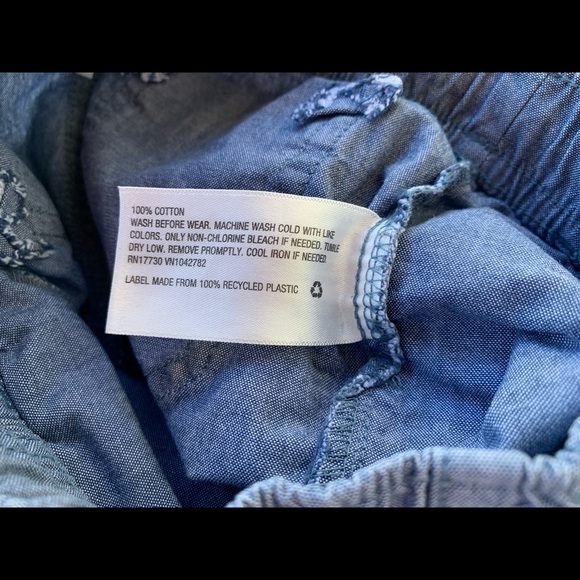 100% COTTON
WASH BEFORE WEAR. MACHINE WASH COLD WITH LIKE
COLORS. ONLY NON-CHLORINE BLEACH IF NEEDED. TUMBLE
DRY LOW. REMOVE PROMPTLY. COOL IRON IF NEEDED
RN17730 VN1042782
LABEL MADE FROM 100% RECYCLED PLASTIC